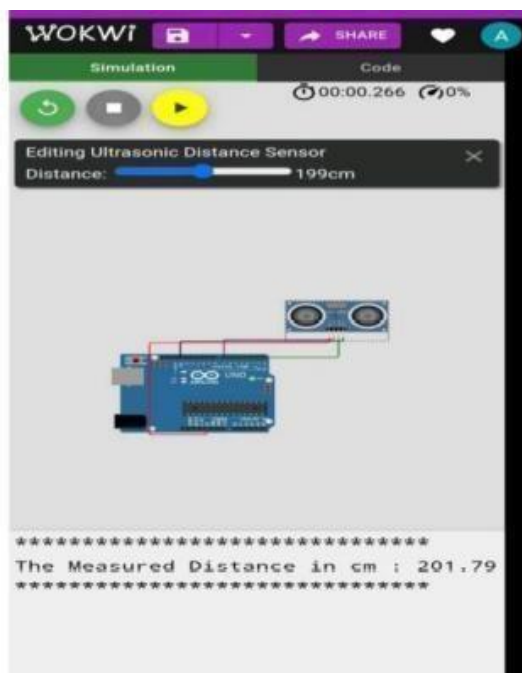 WOKWi SHARE A
Simulation Code
00:00.266 0%
Editing Ultrasonic Distance Sensor
Distance: 199cm
UNO
********************************
The Measured Distance in cm : 201.79
********************************